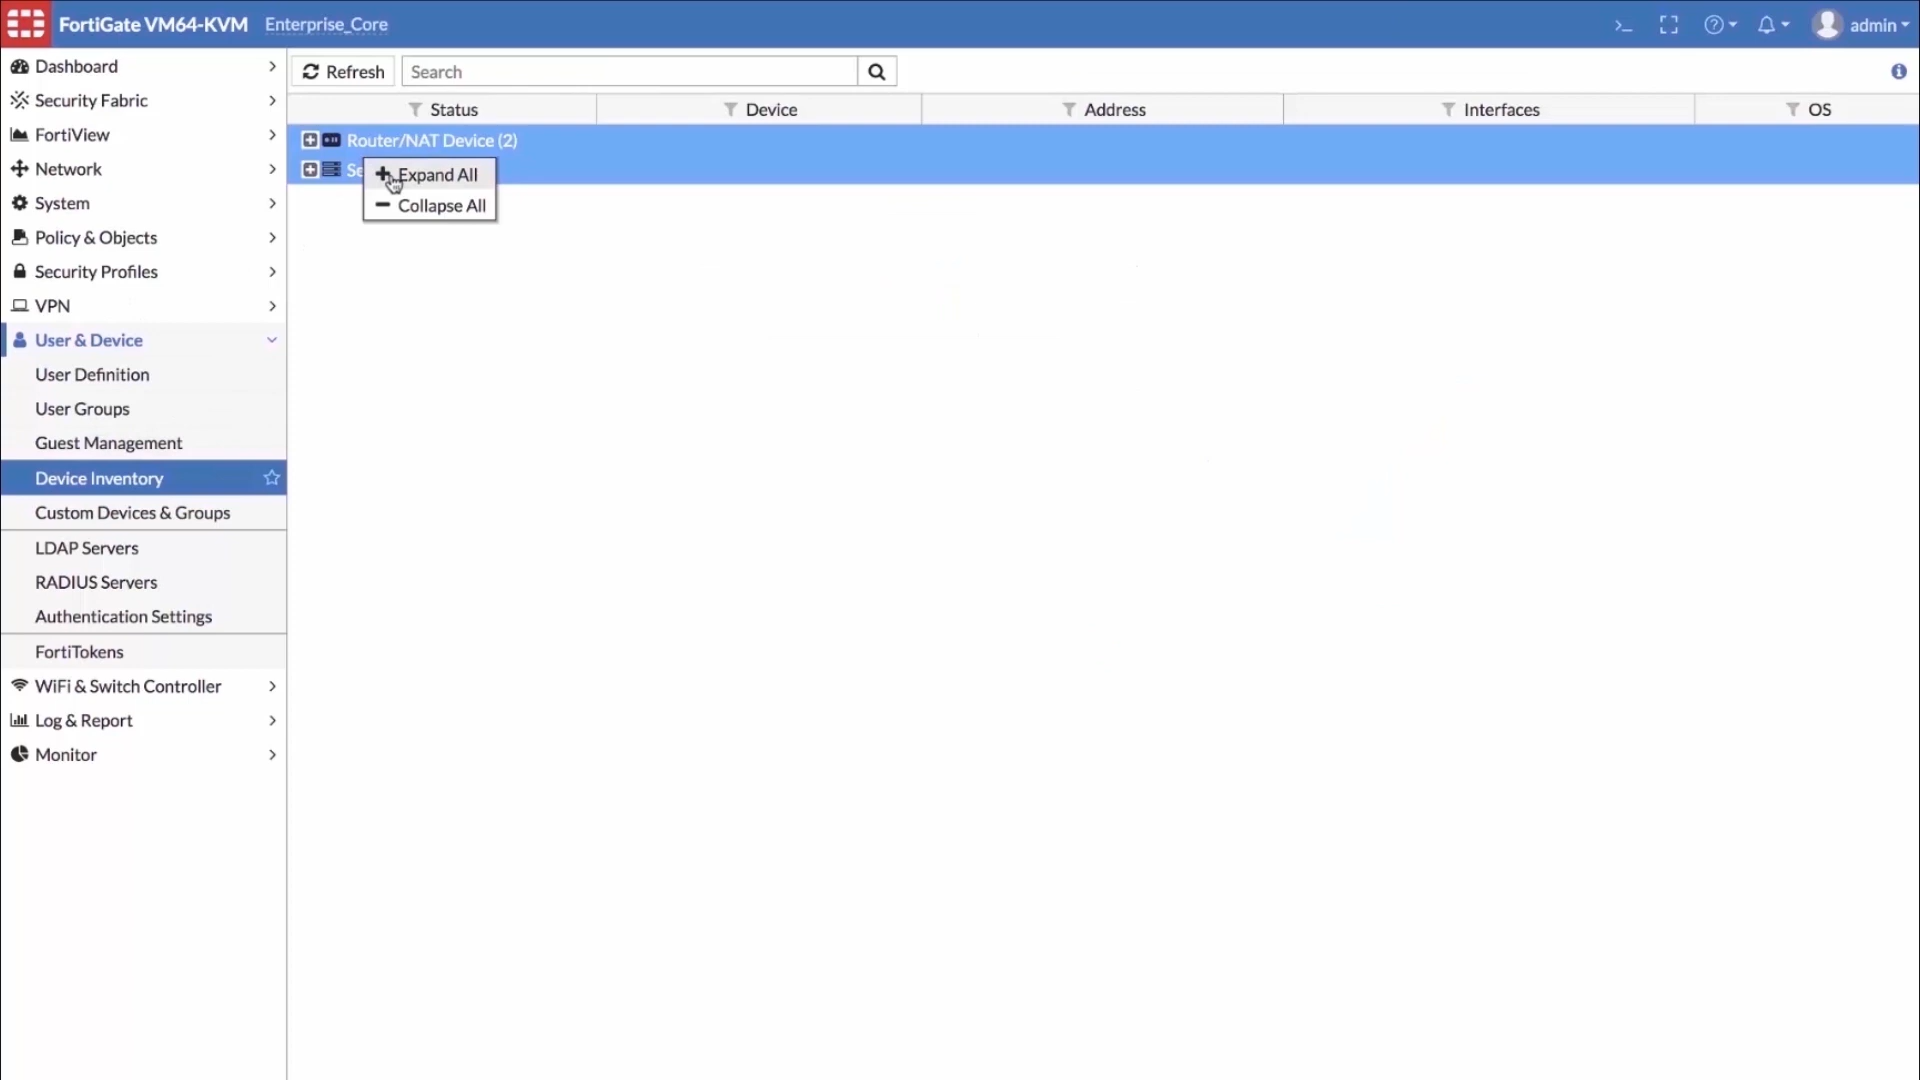 FortiGate VM64-KVM Enterprise_Core
>_ admin
Dashboard
Security Fabric
FortiView
Network
System
Policy & Objects
Security Profiles
VPN
User & Device
User Definition
User Groups
Guest Management
Device Inventory
Custom Devices & Groups
LDAP Servers
RADIUS Servers
Authentication Settings
FortiTokens
WiFi & Switch Controller
Log & Report
Monitor
Refresh Search
Status Device Address Interfaces OS
Router/NAT Device (2)
Expand All
Collapse All